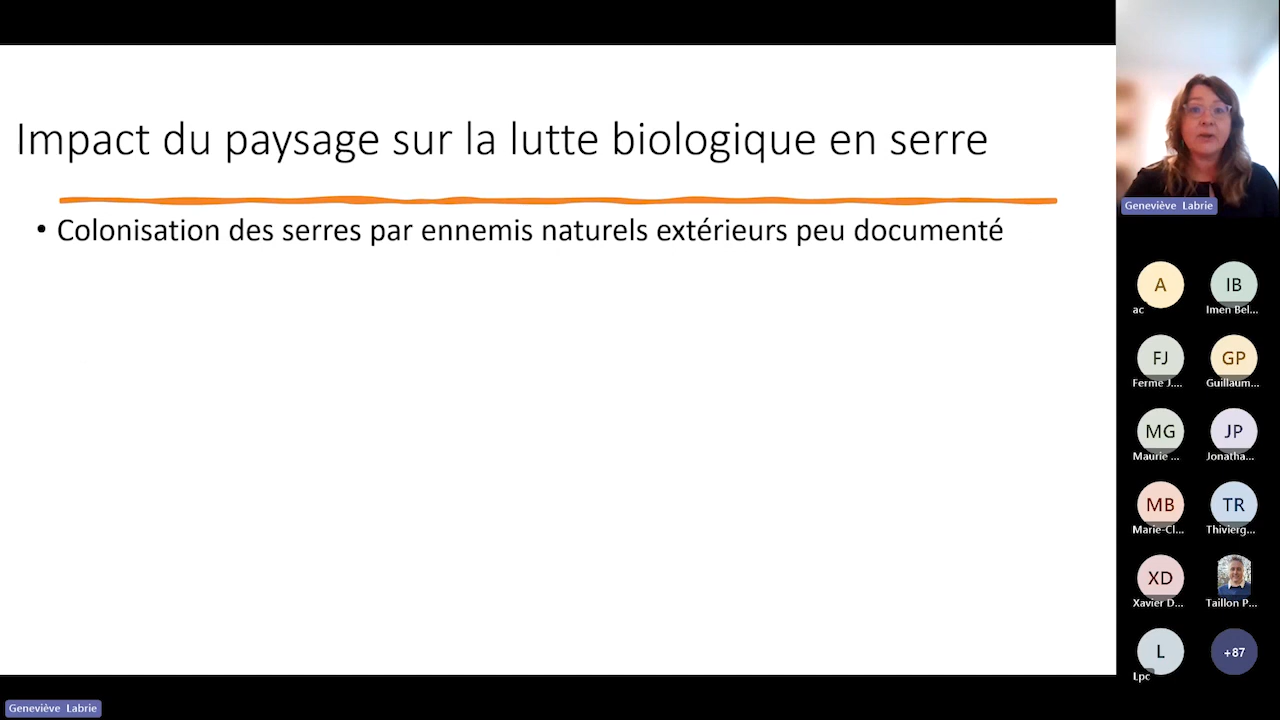 Impact du paysage sur la lutte biologique en serre
• Colonisation des serres par ennemis naturels extérieurs peu documenté
Geneviève Labrie
A
ac
IB
Imen Bel...
FJ
Ferme J....
GP
Guillaum...
MG
Maurie ...
JP
Jonatha...
MB
Marie-Cl...
TR
Thivierg...
XD
Xavier D...
Taillon P...
L
Lpc
+87
Geneviève Labrie